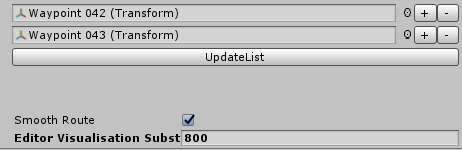 Waypoint 042 (Transform) + -
Waypoint 043 (Transform) + -
UpdateList
Smooth Route
Editor Visualisation Subst 800